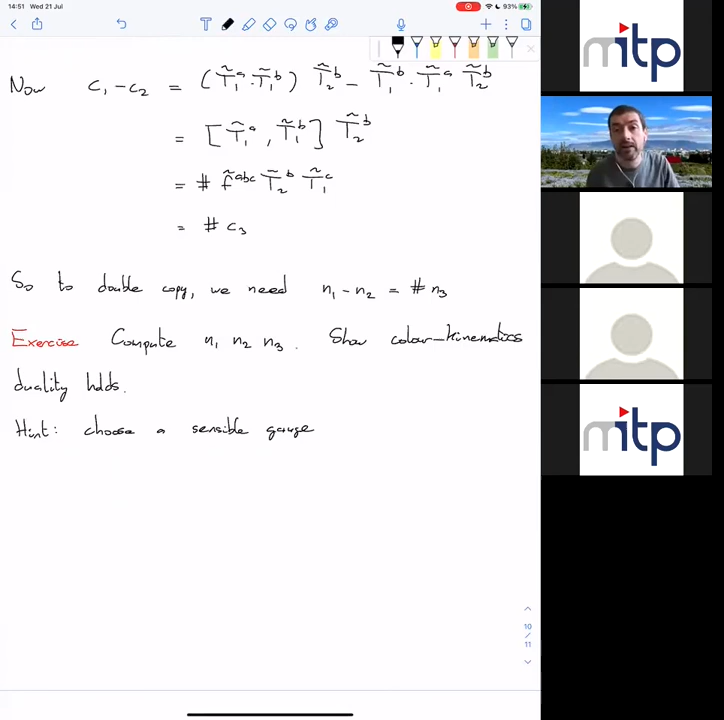 14:51 Wed 21 Jul
93%
Now c₁ - c₂ = (T̃₁ᵃ · T̃₁ᵇ) T̃₂ᵇ - T̃₁ᵇ · T̃₁ᵃ T̃₂ᵇ
= [T̃₁ᵃ, T̃₁ᵇ] T̃₂ᵇ
= # f̃ᵃᵇᶜ T̃₂ᵇ T̃₁ᶜ
= # c₃
So to double copy, we need n₁ - n₂ = # n₃
Exercise Compute n₁ n₂ n₃. Show colour-kinematics
duality holds.
Hint: choose a sensible gauge
10
/
11
mitp
mitp